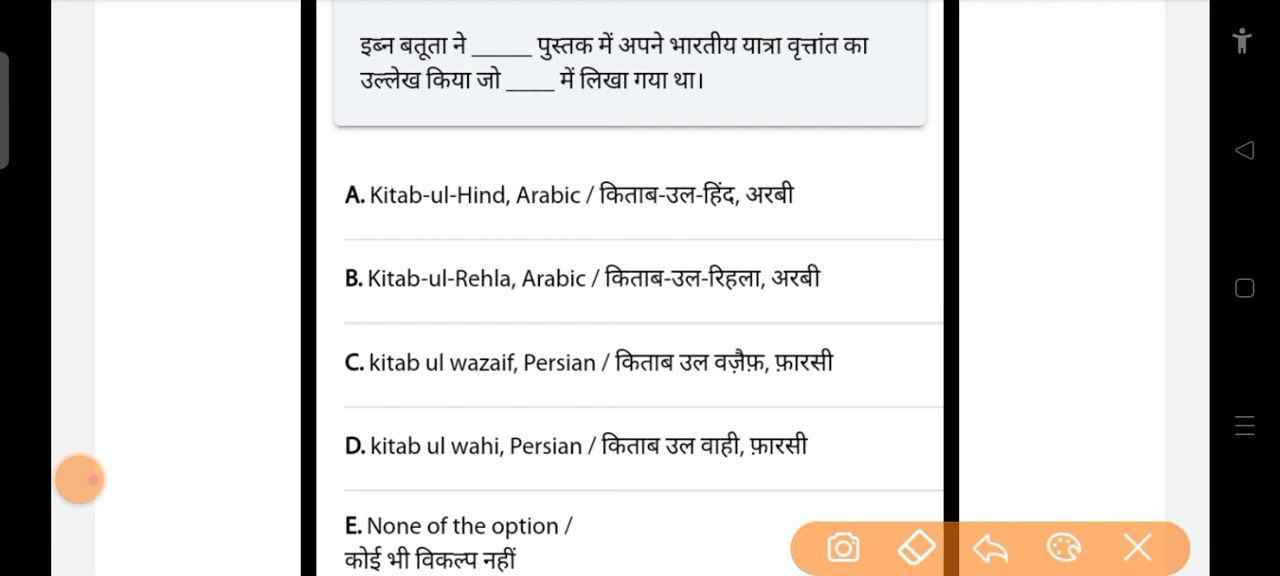 इब्न बतूता ने _____ पुस्तक में अपने भारतीय यात्रा वृत्तांत का
उल्लेख किया जो ____ में लिखा गया था।
A. Kitab-ul-Hind, Arabic / किताब-उल-हिंद, अरबी
B. Kitab-ul-Rehla, Arabic / किताब-उल-रिहला, अरबी
C. kitab ul wazaif, Persian / किताब उल वज़ैफ़, फ़ारसी
D. kitab ul wahi, Persian / किताब उल वाही, फ़ारसी
E. None of the option /
कोई भी विकल्प नहीं